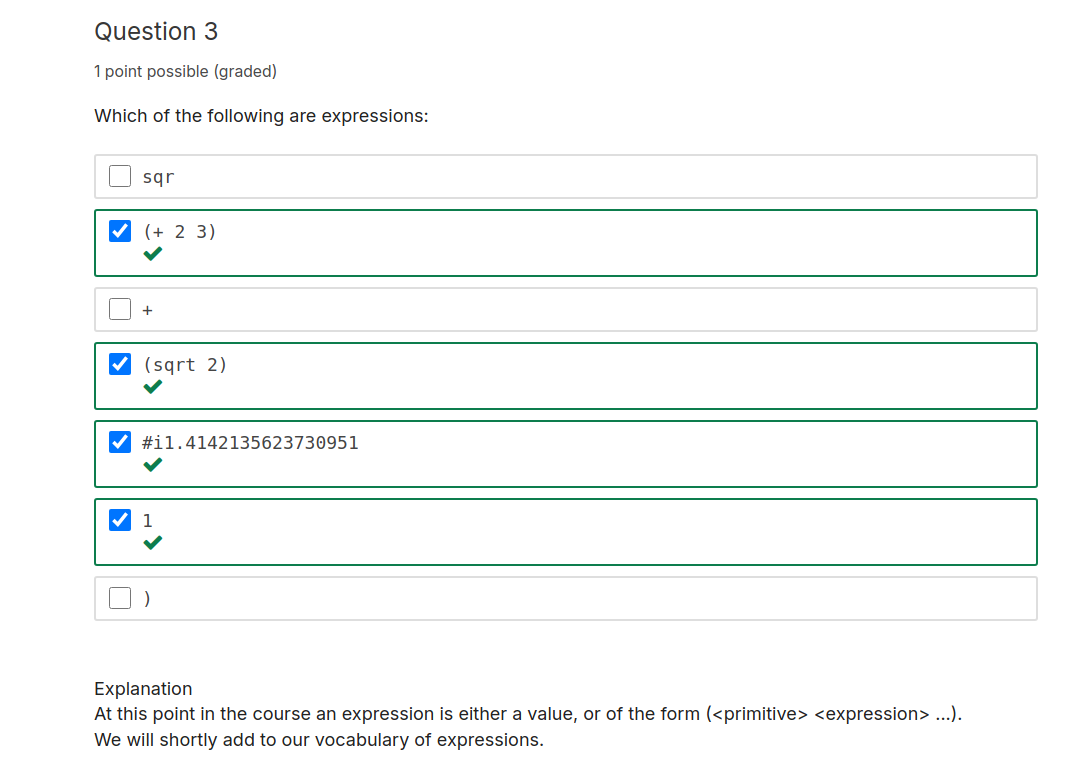 Question 3
1 point possible (graded)
Which of the following are expressions:
sqr
(+ 2 3)
+
(sqrt 2)
#i1.4142135623730951
1
)
Explanation
At this point in the course an expression is either a value, or of the form (<primitive> <expression> ...).
We will shortly add to our vocabulary of expressions.